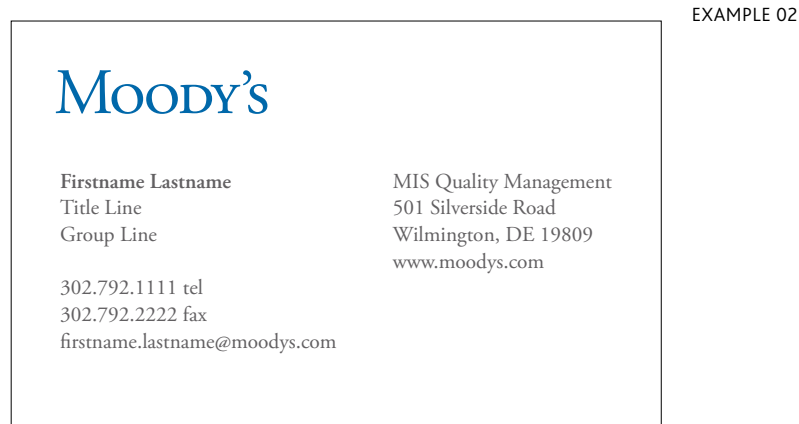 EXAMPLE 02
Moody's
Firstname Lastname
Title Line
Group Line
302.792.1111 tel
302.792.2222 fax
firstname.lastname@moodys.com
MIS Quality Management
501 Silverside Road
Wilmington, DE 19809
www.moodys.com